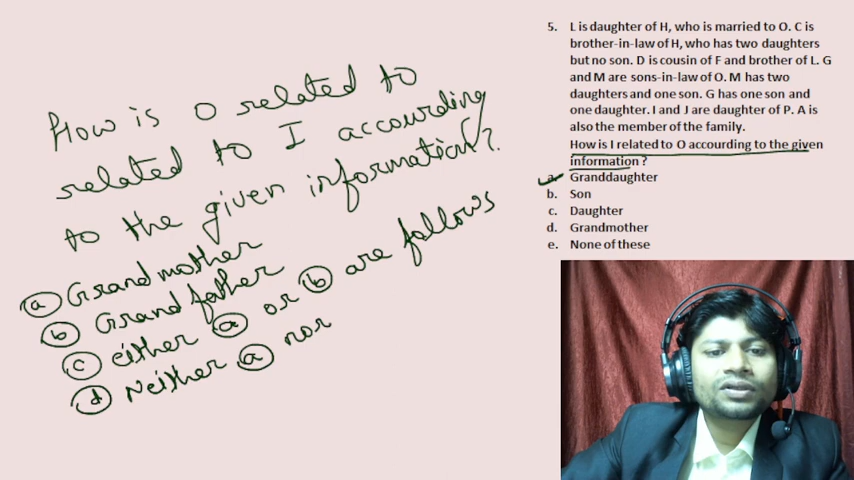 How is O related to
related to I accourding
to the given information?
(a) Grandmother
(b) Grand father
(c) either (a) or (b) are follows
(d) Neither (a) nor
5. L is daughter of H, who is married to O. C is
brother-in-law of H, who has two daughters
but no son. D is cousin of F and brother of L. G
and M are sons-in-law of O. M has two
daughters and one son. G has one son and
one daughter. I and J are daughter of P. A is
also the member of the family.
How is I related to O accourding to the given
information ?
a. Granddaughter
b. Son
c. Daughter
d. Grandmother
e. None of these